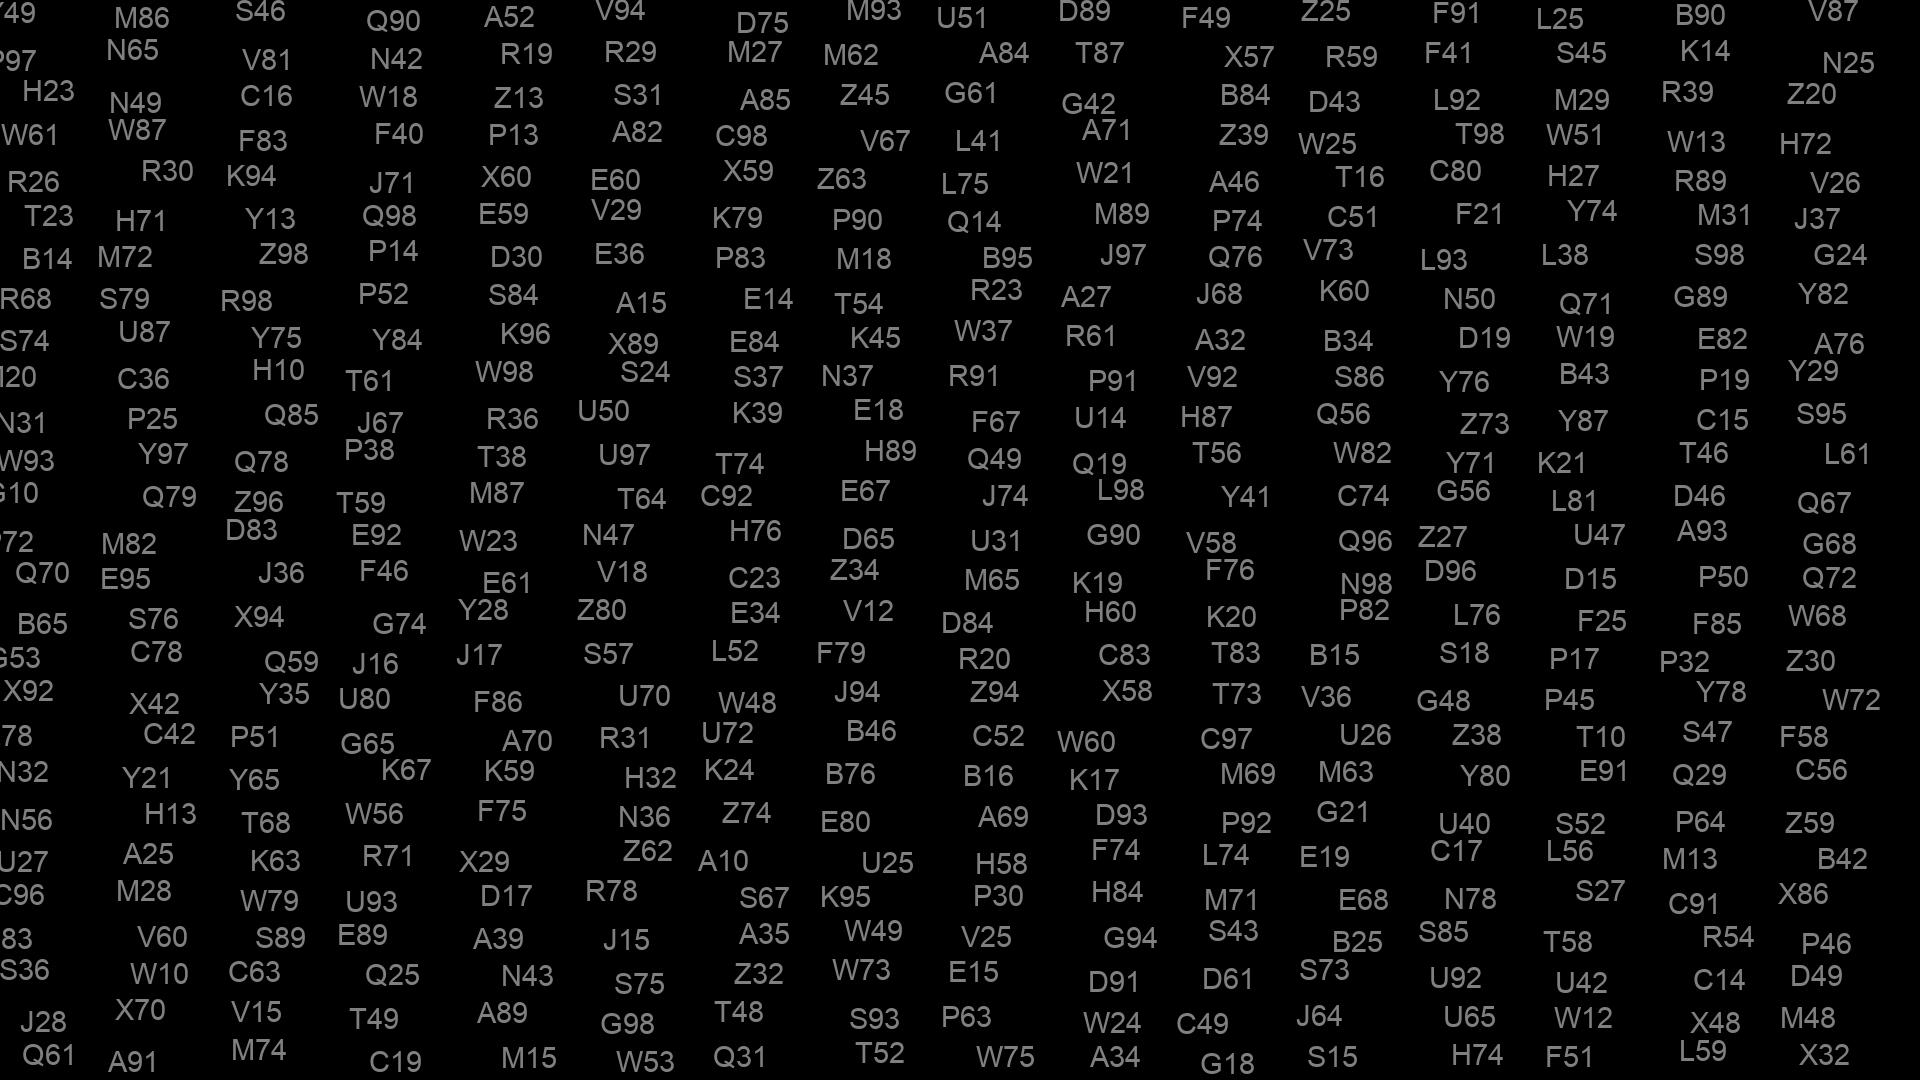 Y49 M86 S46 Q90 A52 V94 D75 M93 U51 D89 F49 Z25 F91 L25 B90 V87
P97 N65 V81 N42 R19 R29 M27 M62 A84 T87 X57 R59 F41 S45 K14 N25
H23 N49 C16 W18 Z13 S31 A85 Z45 G61 G42 B84 D43 L92 M29 R39 Z20
W61 W87 F83 F40 P13 A82 C98 V67 L41 A71 Z39 W25 T98 W51 W13 H72
R26 R30 K94 J71 X60 E60 X59 Z63 L75 W21 A46 T16 C80 H27 R89 V26
T23 H71 Y13 Q98 E59 V29 K79 P90 Q14 M89 P74 C51 F21 Y74 M31 J37
B14 M72 Z98 P14 D30 E36 P83 M18 B95 J97 Q76 V73 L93 L38 S98 G24
R68 S79 R98 P52 S84 A15 E14 T54 R23 A27 J68 K60 N50 Q71 G89 Y82
S74 U87 Y75 Y84 K96 X89 E84 K45 W37 R61 A32 B34 D19 W19 E82 A76
20 C36 H10 T61 W98 S24 S37 N37 R91 P91 V92 S86 Y76 B43 P19 Y29
N31 P25 Q85 J67 R36 U50 K39 E18 F67 U14 H87 Q56 Z73 Y87 C15 S95
W93 Y97 Q78 P38 T38 U97 T74 H89 Q49 Q19 T56 W82 Y71 K21 T46 L61
G10 Q79 Z96 T59 M87 T64 C92 E67 J74 L98 Y41 C74 G56 L81 D46 Q67
72 M82 D83 E92 W23 N47 H76 D65 U31 G90 V58 Q96 Z27 U47 A93 G68
Q70 E95 J36 F46 E61 V18 C23 Z34 M65 K19 F76 N98 D96 D15 P50 Q72
B65 S76 X94 G74 Y28 Z80 E34 V12 D84 H60 K20 P82 L76 F25 F85 W68
G53 C78 Q59 J16 J17 S57 L52 F79 R20 C83 T83 B15 S18 P17 P32 Z30
X92 X42 Y35 U80 F86 U70 W48 J94 Z94 X58 T73 V36 G48 P45 Y78 W72
78 C42 P51 G65 A70 R31 U72 B46 C52 W60 C97 U26 Z38 T10 S47 F58
N32 Y21 Y65 K67 K59 H32 K24 B76 B16 K17 M69 M63 Y80 E91 Q29 C56
N56 H13 T68 W56 F75 N36 Z74 E80 A69 D93 P92 G21 U40 S52 P64 Z59
U27 A25 K63 R71 X29 Z62 A10 U25 H58 F74 L74 E19 C17 L56 M13 B42
C96 M28 W79 U93 D17 R78 S67 K95 P30 H84 M71 E68 N78 S27 C91 X86
83 V60 S89 E89 A39 J15 A35 W49 V25 G94 S43 B25 S85 T58 R54 P46
S36 W10 C63 Q25 N43 S75 Z32 W73 E15 D91 D61 S73 U92 U42 C14 D49
J28 X70 V15 T49 A89 G98 T48 S93 P63 W24 C49 J64 U65 W12 X48 M48
Q61 A91 M74 C19 M15 W53 Q31 T52 W75 A34 G18 S15 H74 F51 L59 X32